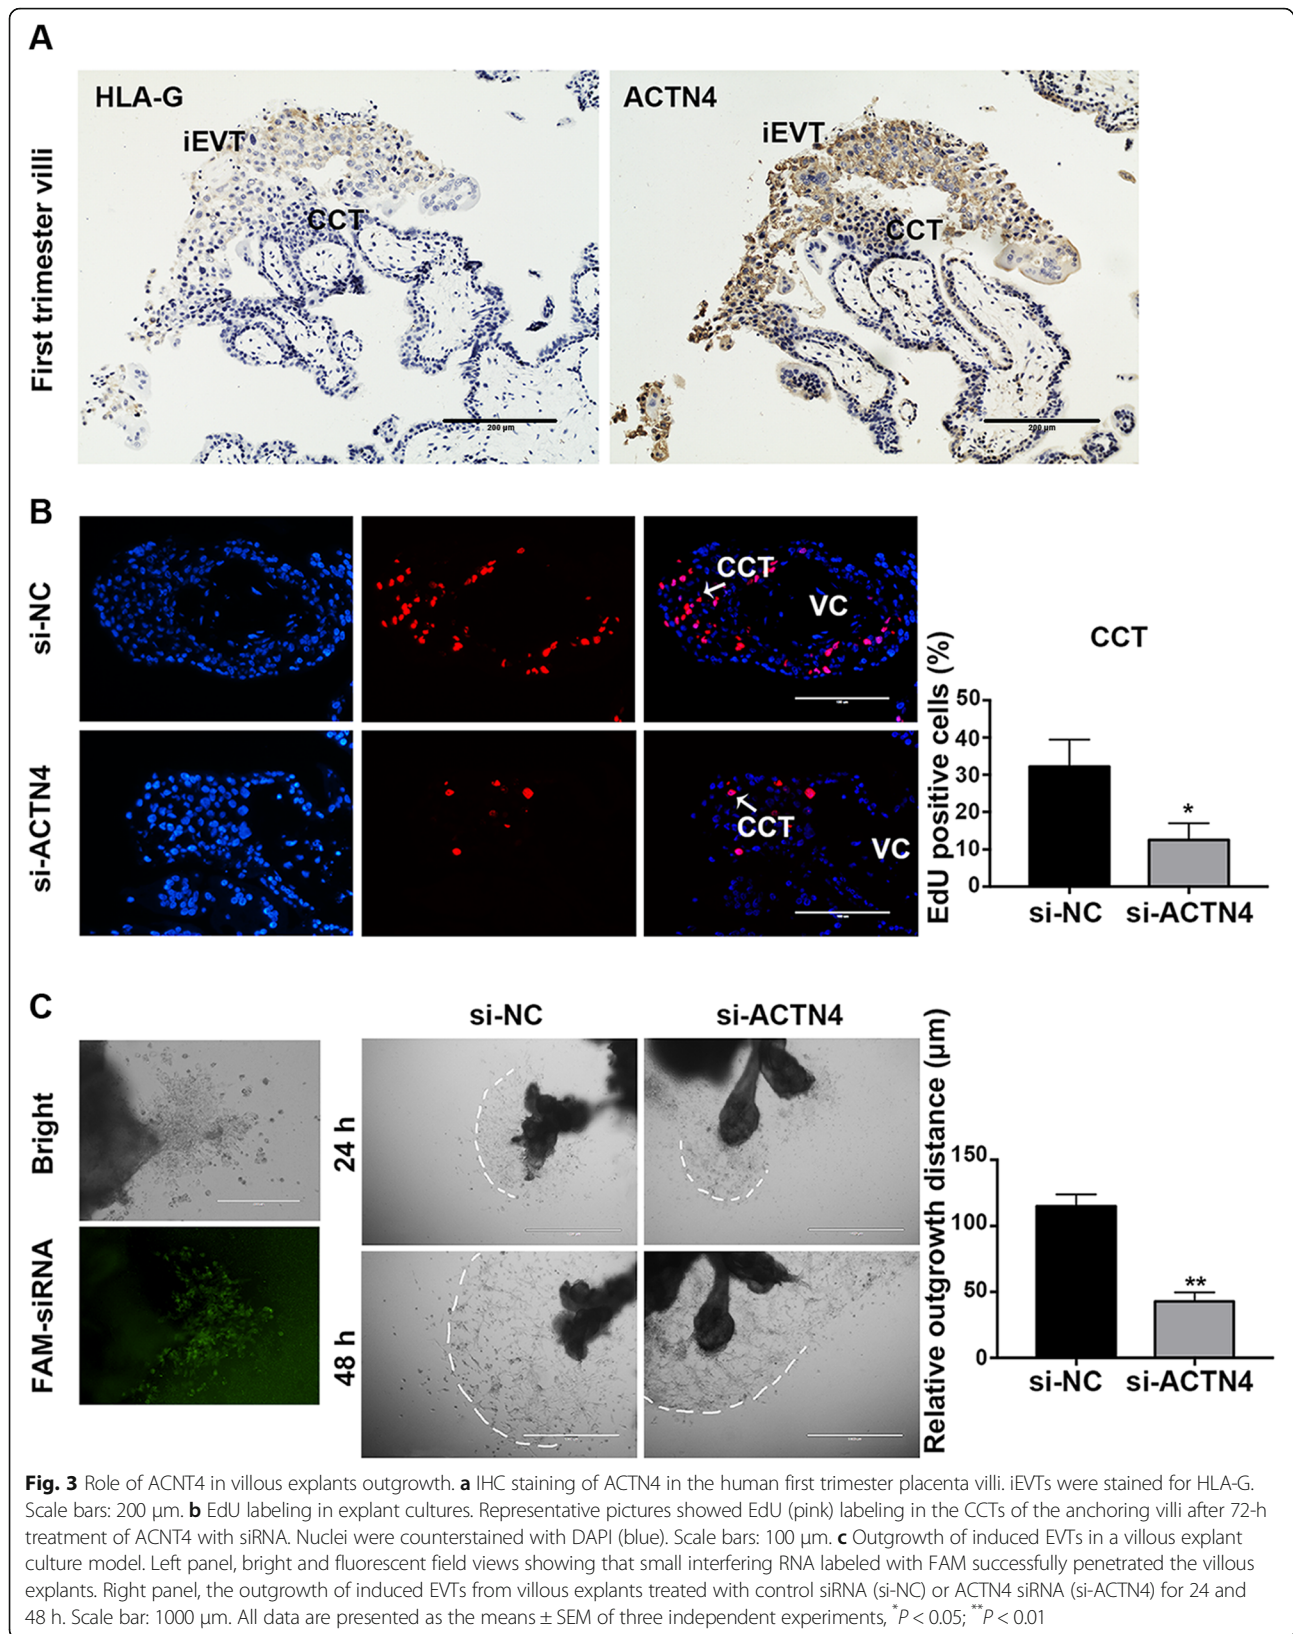 A
HLA-G
iEVT
CCT
200 µm
ACTN4
iEVT
CCT
200 µm
First trimester villi
B
si-NC
CCT
VC
si-ACTN4
CCT
VC
CCT
EdU positive cells (%)
50
40
30
20
10
0
*
si-NC
si-ACTN4
C
Bright
FAM-siRNA
si-NC
si-ACTN4
24 h
48 h
Relative outgrowth distance (µm)
150
100
50
0
**
si-NC
si-ACTN4
Fig. 3 Role of ACNT4 in villous explants outgrowth. a IHC staining of ACTN4 in the human first trimester placenta villi. iEVTs were stained for HLA-G.
Scale bars: 200 µm. b EdU labeling in explant cultures. Representative pictures showed EdU (pink) labeling in the CCTs of the anchoring villi after 72-h
treatment of ACNT4 with siRNA. Nuclei were counterstained with DAPI (blue). Scale bars: 100 µm. c Outgrowth of induced EVTs in a villous explant
culture model. Left panel, bright and fluorescent field views showing that small interfering RNA labeled with FAM successfully penetrated the villous
explants. Right panel, the outgrowth of induced EVTs from villous explants treated with control siRNA (si-NC) or ACTN4 siRNA (si-ACTN4) for 24 and
48 h. Scale bar: 1000 µm. All data are presented as the means ± SEM of three independent experiments, *P < 0.05; **P < 0.01